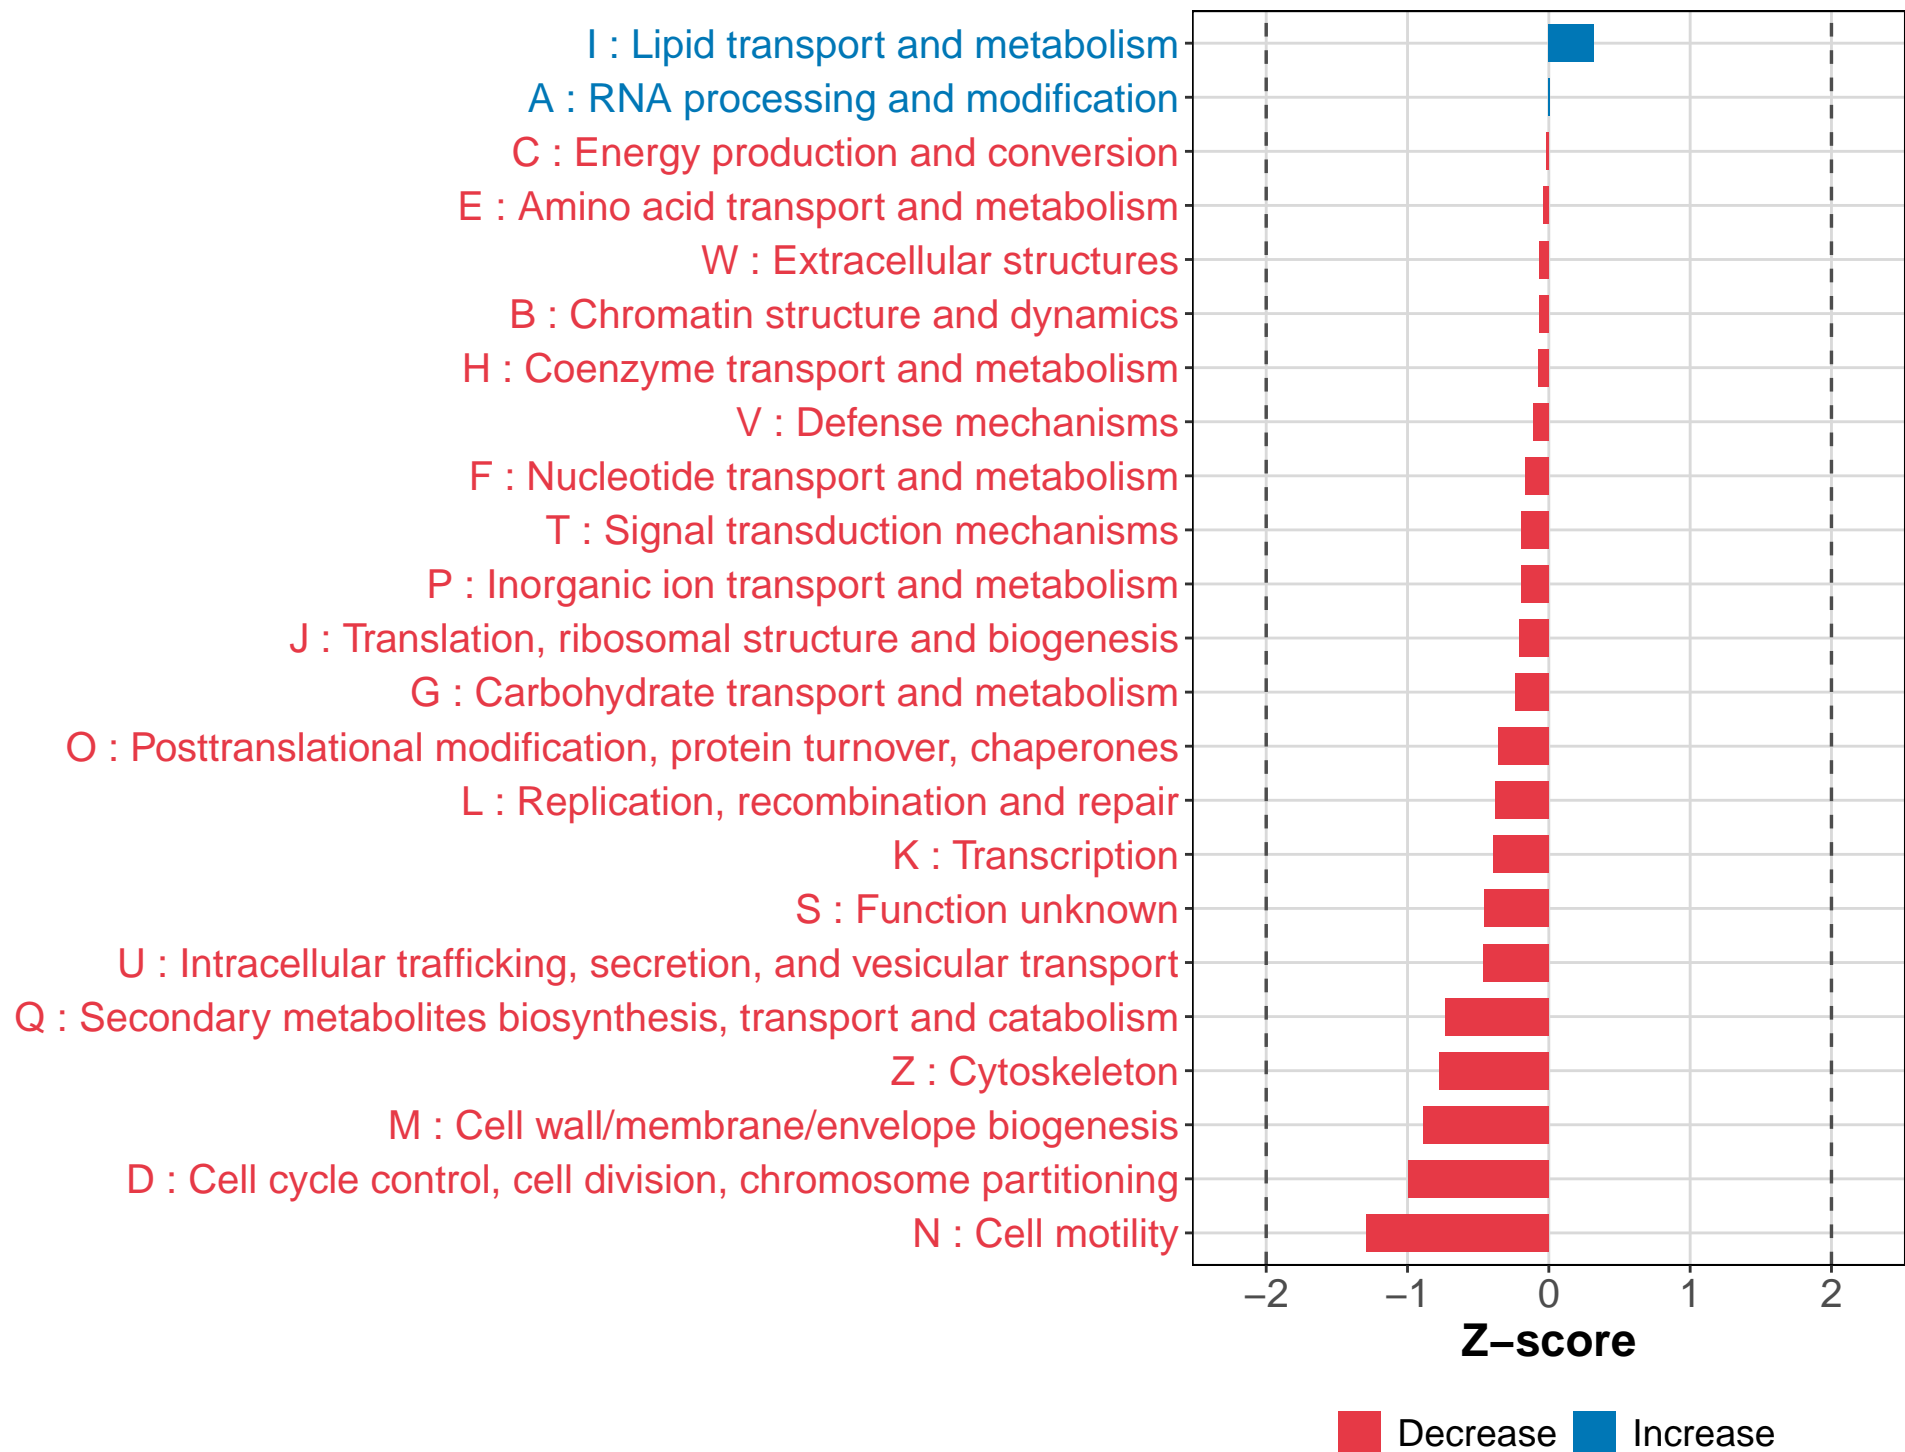 I : Lipid transport and metabolism
A : RNA processing and modification
C : Energy production and conversion
E : Amino acid transport and metabolism
W : Extracellular structures
B : Chromatin structure and dynamics
H : Coenzyme transport and metabolism
V : Defense mechanisms
F : Nucleotide transport and metabolism
T : Signal transduction mechanisms
P : Inorganic ion transport and metabolism
J : Translation, ribosomal structure and biogenesis
G : Carbohydrate transport and metabolism
O : Posttranslational modification, protein turnover, chaperones
L : Replication, recombination and repair
K : Transcription
S : Function unknown
U : Intracellular trafficking, secretion, and vesicular transport
Q : Secondary metabolites biosynthesis, transport and catabolism
Z : Cytoskeleton
M : Cell wall/membrane/envelope biogenesis
D : Cell cycle control, cell division, chromosome partitioning
N : Cell motility
−2 −1 0 1 2
Z−score
Decrease Increase